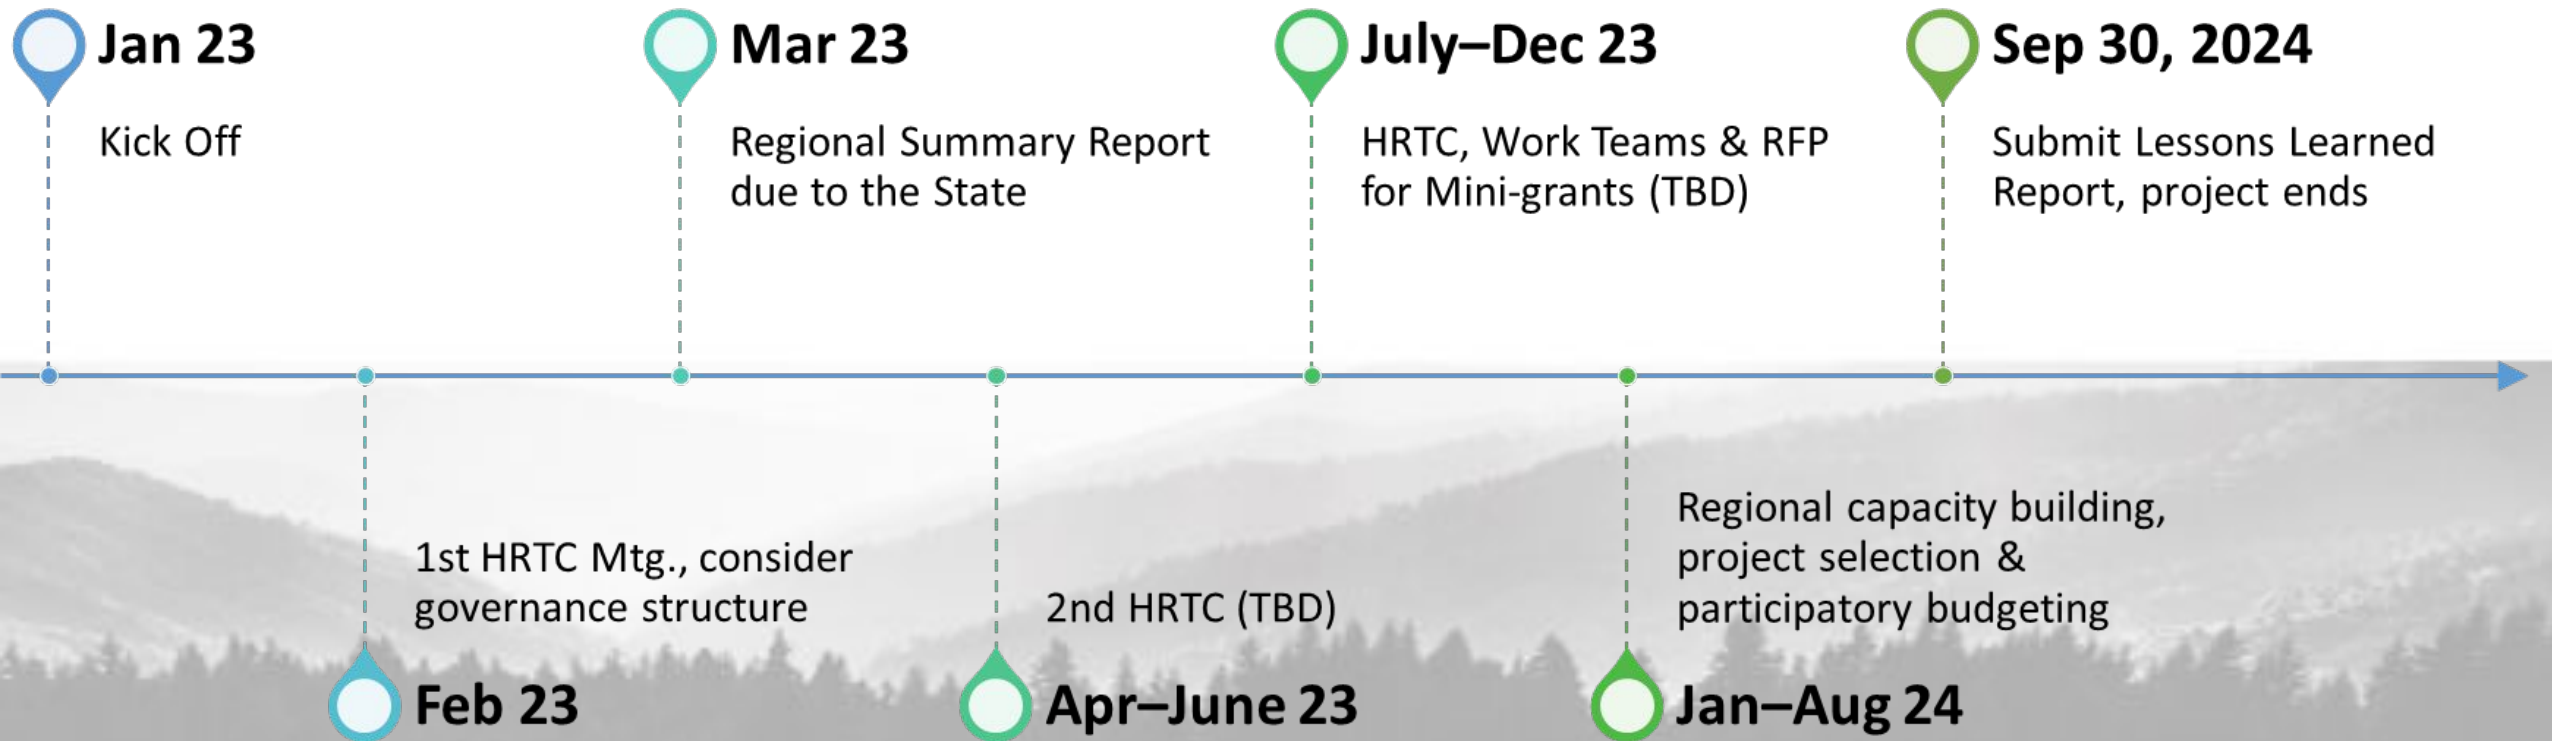 Jan 23
Kick Off
Mar 23
Regional Summary Report
due to the State
July–Dec 23
HRTC, Work Teams & RFP
for Mini-grants (TBD)
Sep 30, 2024
Submit Lessons Learned
Report, project ends
1st HRTC Mtg., consider
governance structure
Feb 23
2nd HRTC (TBD)
Apr–June 23
Regional capacity building,
project selection &
participatory budgeting
Jan–Aug 24